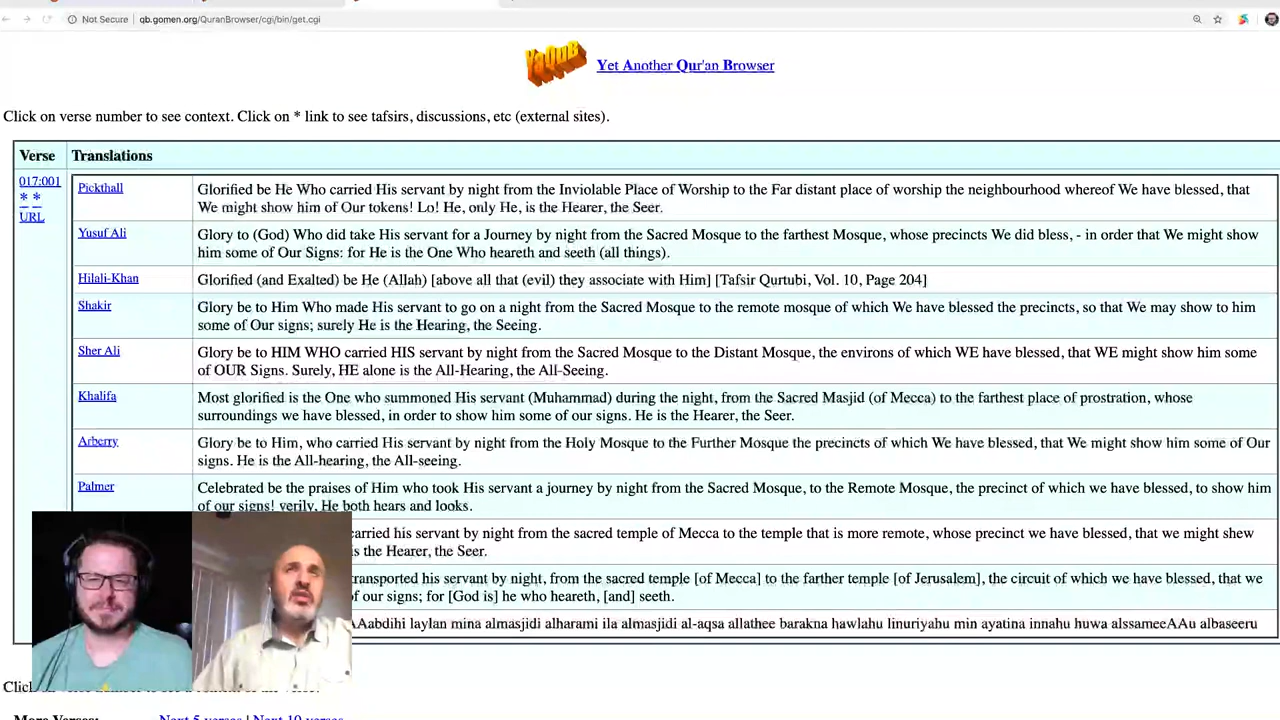 Not Secure | qb.gomen.org/QuranBrowser/cgi/bin/get.cgi
YaQuB
Yet Another Qur'an Browser
Click on verse number to see context. Click on * link to see tafsirs, discussions, etc (external sites).
Verse Translations
017:001
* *
URL
Pickthall
Glorified be He Who carried His servant by night from the Inviolable Place of Worship to the Far distant place of worship the neighbourhood whereof We have blessed, that
We might show him of Our tokens! Lo! He, only He, is the Hearer, the Seer.
Yusuf Ali
Glory to (God) Who did take His servant for a Journey by night from the Sacred Mosque to the farthest Mosque, whose precincts We did bless, - in order that We might show
him some of Our Signs: for He is the One Who heareth and seeth (all things).
Hilali-Khan
Glorified (and Exalted) be He (Allah) [above all that (evil) they associate with Him] [Tafsir Qurtubi, Vol. 10, Page 204]
Shakir
Glory be to Him Who made His servant to go on a night from the Sacred Mosque to the remote mosque of which We have blessed the precincts, so that We may show to him
some of Our signs; surely He is the Hearing, the Seeing.
Sher Ali
Glory be to HIM WHO carried HIS servant by night from the Sacred Mosque to the Distant Mosque, the environs of which WE have blessed, that WE might show him some
of OUR Signs. Surely, HE alone is the All-Hearing, the All-Seeing.
Khalifa
Most glorified is the One who summoned His servant (Muhammad) during the night, from the Sacred Masjid (of Mecca) to the farthest place of prostration, whose
surroundings we have blessed, in order to show him some of our signs. He is the Hearer, the Seer.
Arberry
Glory be to Him, who carried His servant by night from the Holy Mosque to the Further Mosque the precincts of which We have blessed, that We might show him some of Our
signs. He is the All-hearing, the All-seeing.
Palmer
Celebrated be the praises of Him who took His servant a journey by night from the Sacred Mosque, to the Remote Mosque, the precinct of which we have blessed, to show him
of our signs! verily, He both hears and looks.
carried his servant by night from the sacred temple of Mecca to the temple that is more remote, whose precinct we have blessed, that we might shew
is the Hearer, the Seer.
transported his servant by night, from the sacred temple [of Mecca] to the farther temple [of Jerusalem], the circuit of which we have blessed, that we
of our signs; for [God is] he who heareth, [and] seeth.
AAabdihi laylan mina almasjidi alharami ila almasjidi al-aqsa allathee barakna hawlahu linuriyahu min ayatina innahu huwa alssameeAAu albaseeru
More Verses: Next 5 verses | Next 10 verses